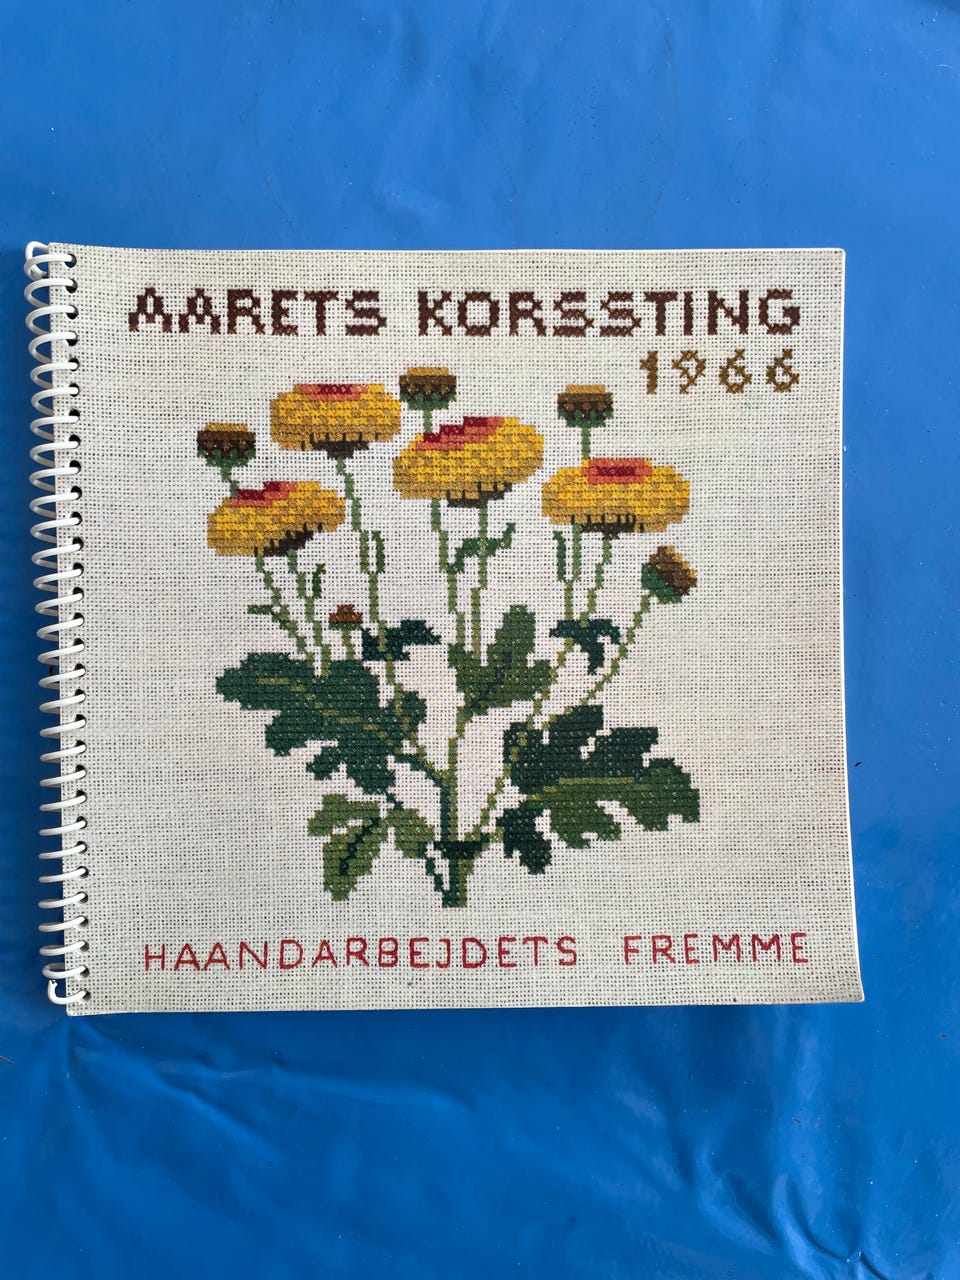 AARETS KORSSTING
1966
HAANDARBEJDETS FREMME